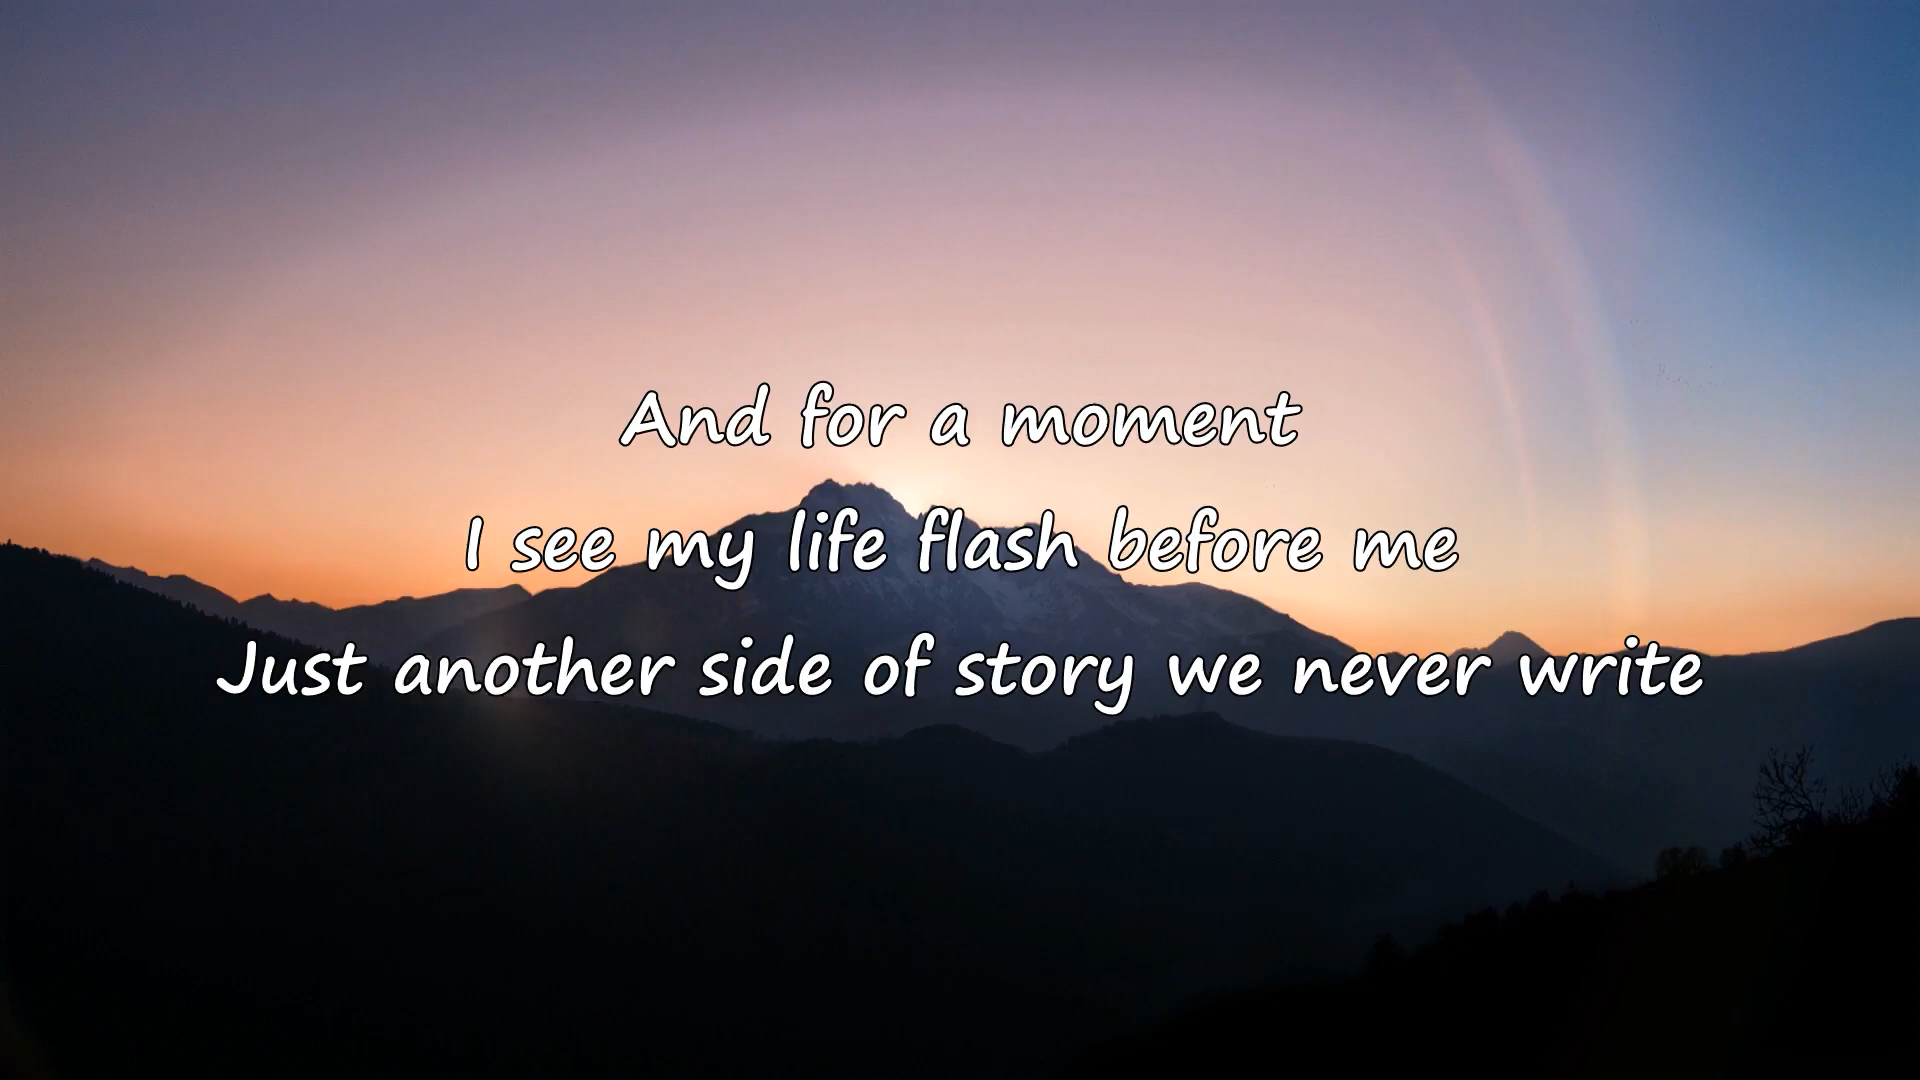 And for a moment
I see my life flash before me
Just another side of story we never write